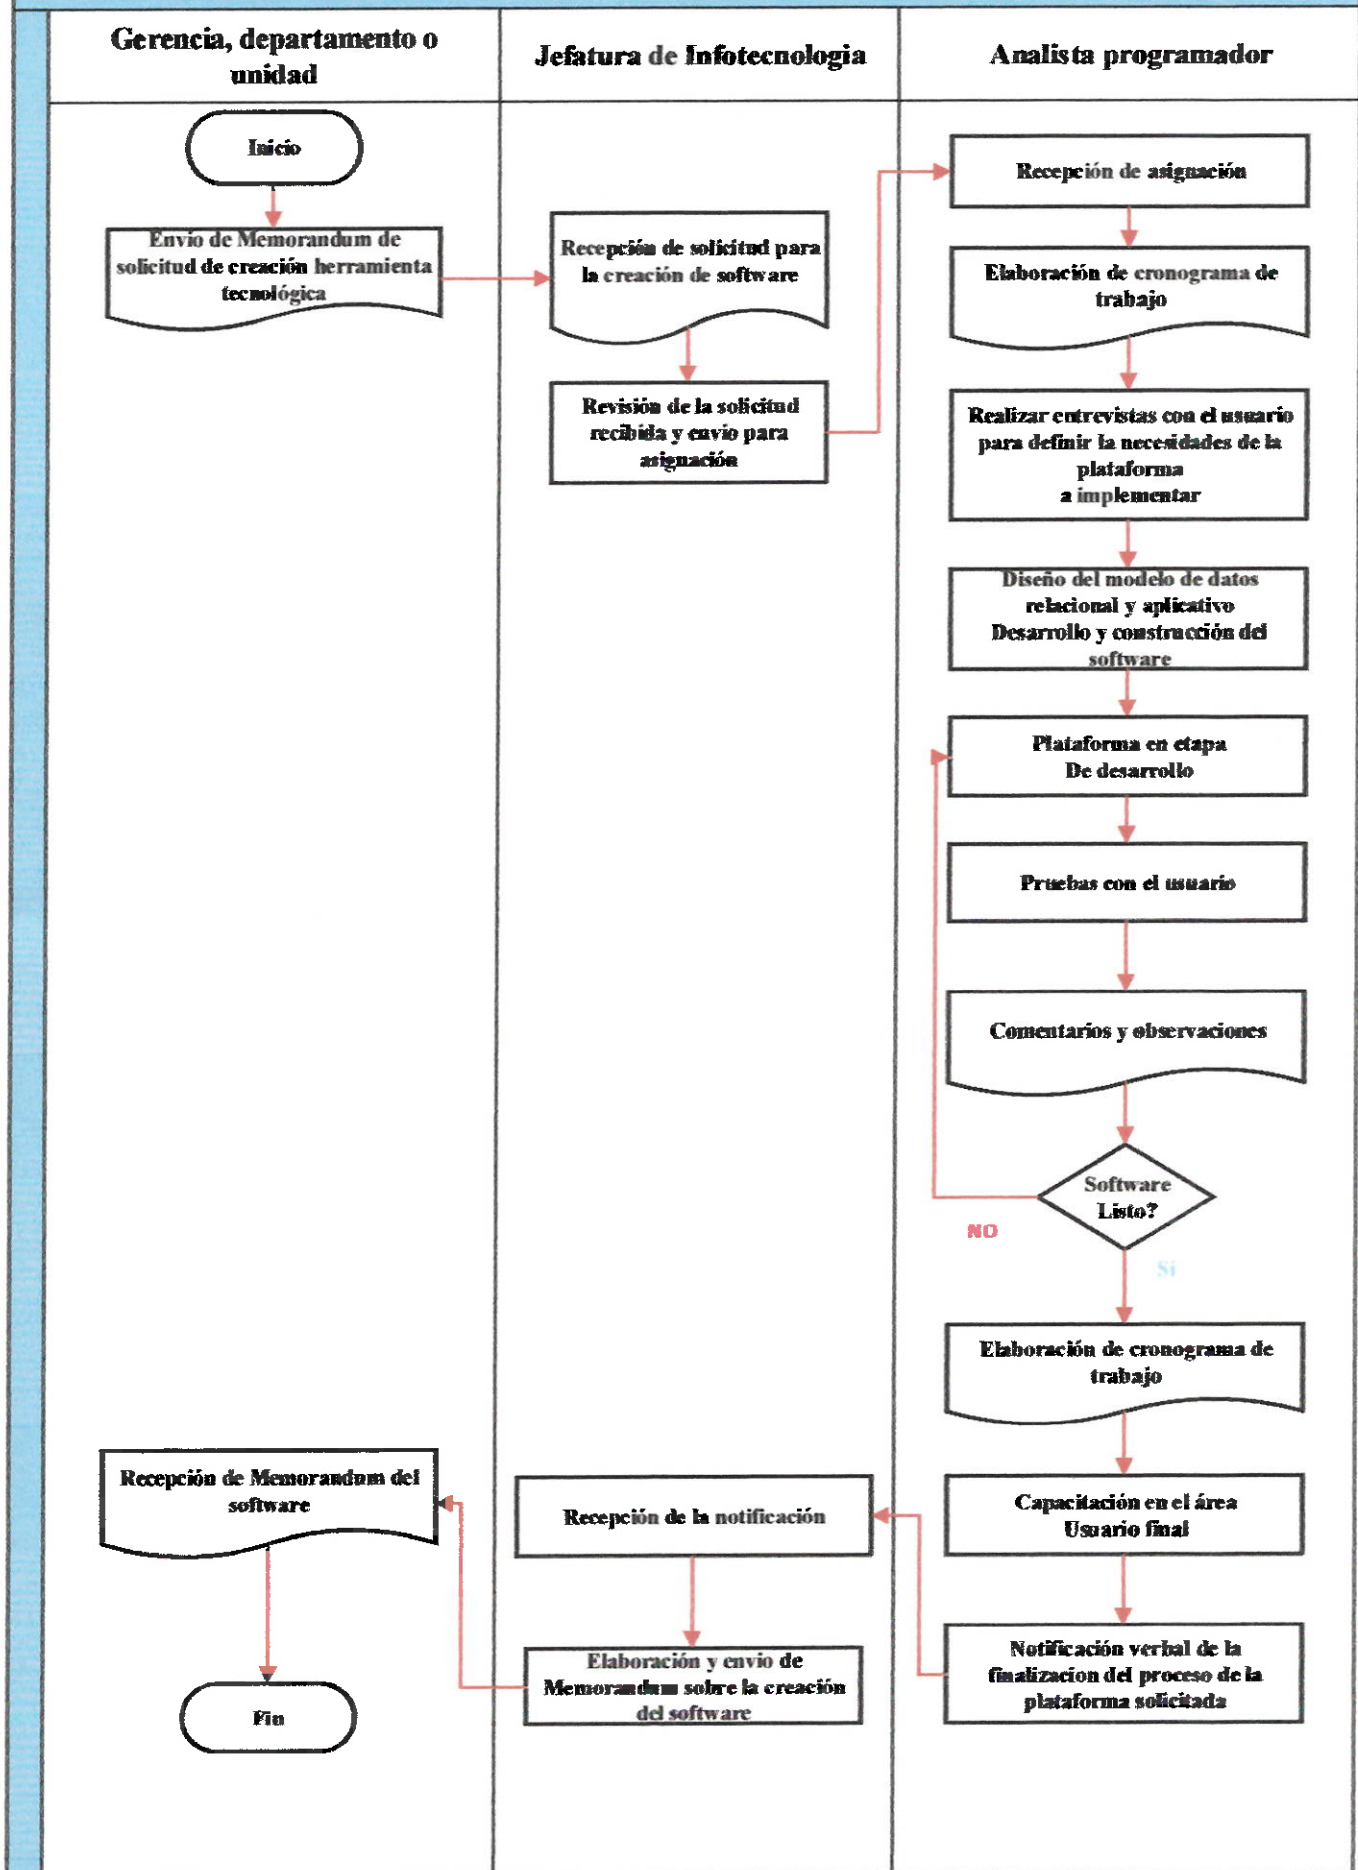 Gerencia, departamento o
unidad
Jefatura de Infotecnologia
Analista programador
Inicio
Envio de Memorandum de
solicitud de creación herramienta
tecnológica
Recepción de solicitud para
la creación de software
Revisión de la solicitud
recibida y envio para
asignación
Recepción de asignación
Elaboración de cronograma de
trabajo
Realizar entrevistas con el usuario
para definir la necesidades de la
plataforma
a implementar
Diseño del modelo de datos
relacional y aplicativo
Desarrollo y construcción del
software
Plataforma en etapa
De desarrollo
Pruebas con el usuario
Comentarios y observaciones
Software
Listo?
NO
Si
Elaboración de cronograma de
trabajo
Capacitación en el área
Usuario final
Notificación verbal de la
finalizacion del proceso de la
plataforma solicitada
Recepción de la notificación
Elaboración y envio de
Memorandum sobre la creación
del software
Recepción de Memorandum del
software
Fin